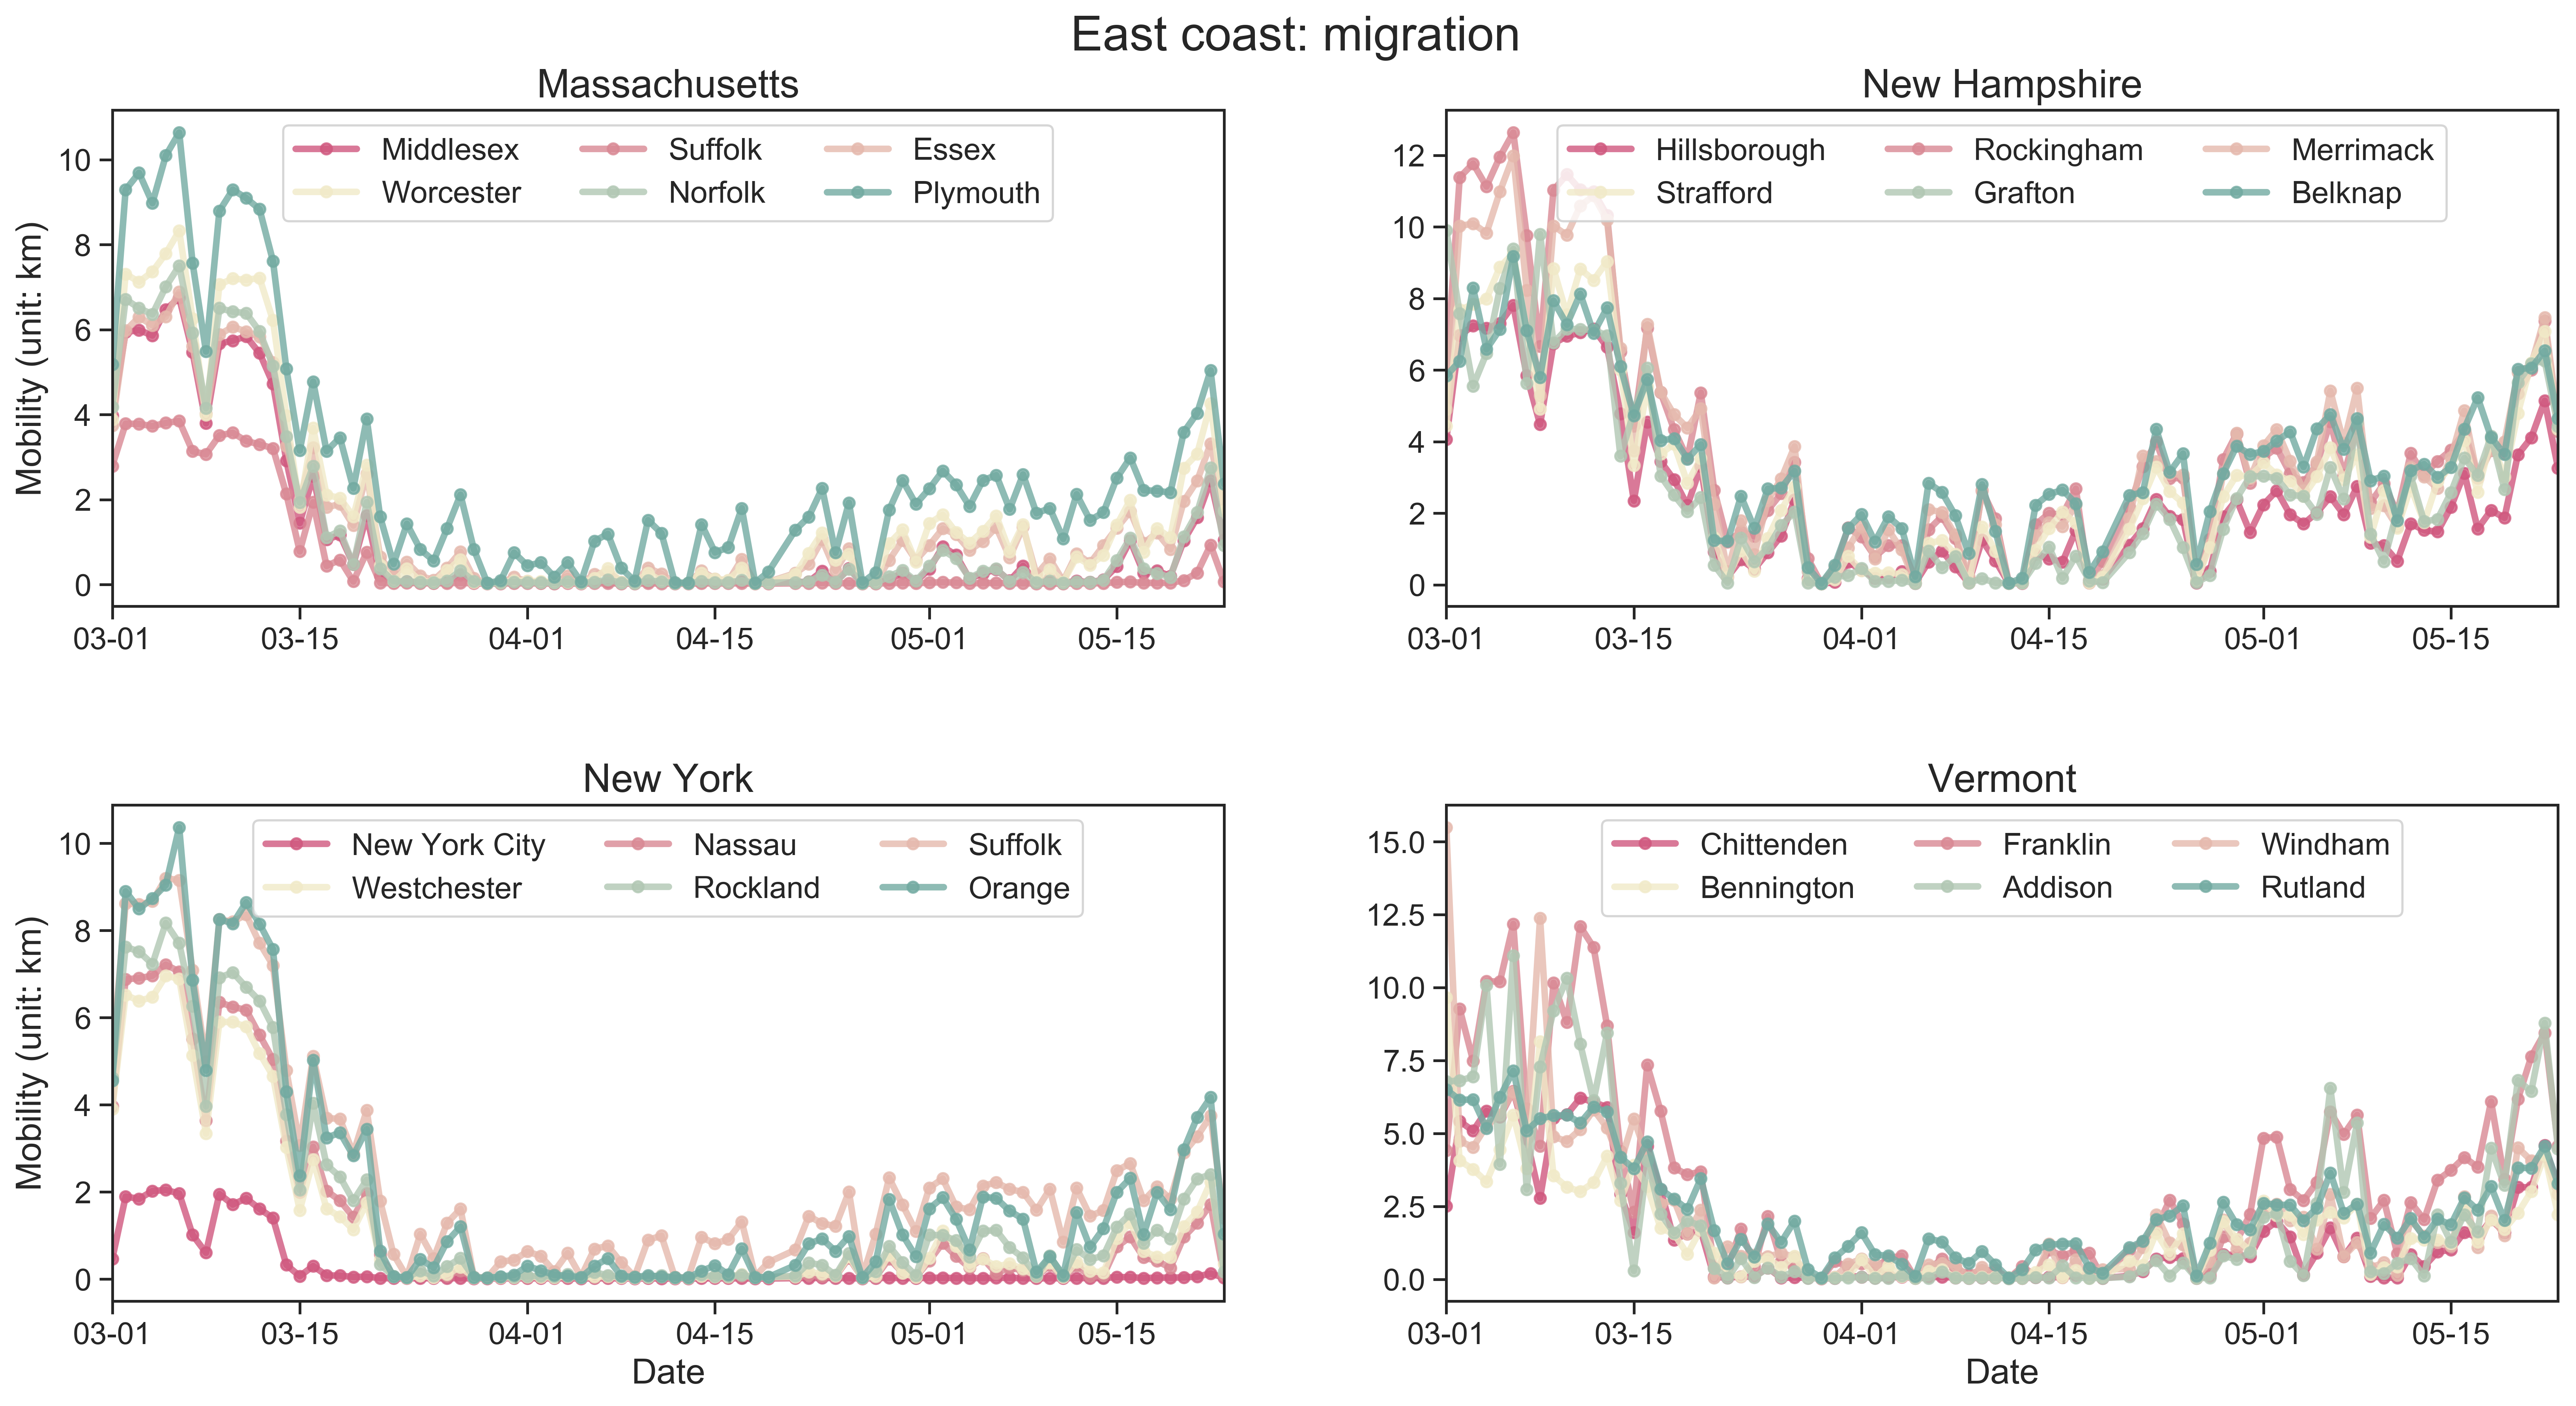 East coast: migration
Massachusetts
Mobility (unit: km)
10
8
6
4
2
0
Middlesex Suffolk Essex
Worcester Norfolk Plymouth
03-01 03-15 04-01 04-15 05-01 05-15
New Hampshire
12
10
8
6
4
2
0
Hillsborough Rockingham Merrimack
Strafford Grafton Belknap
03-01 03-15 04-01 04-15 05-01 05-15
New York
Mobility (unit: km)
10
8
6
4
2
0
New York City Nassau Suffolk
Westchester Rockland Orange
03-01 03-15 04-01 04-15 05-01 05-15
Date
Vermont
15.0
12.5
10.0
7.5
5.0
2.5
0.0
Chittenden Franklin Windham
Bennington Addison Rutland
03-01 03-15 04-01 04-15 05-01 05-15
Date